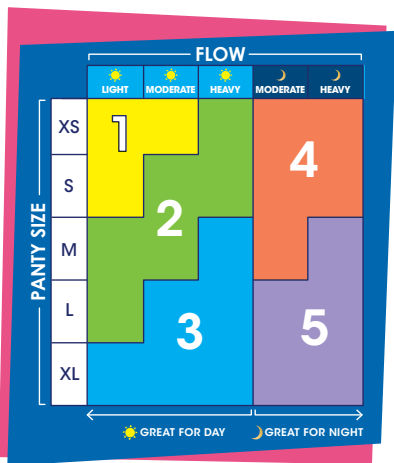 FLOW
LIGHT MODERATE HEAVY MODERATE HEAVY
PANTY SIZE
XS
1
4
S
2
M
L
3
5
XL
GREAT FOR DAY GREAT FOR NIGHT